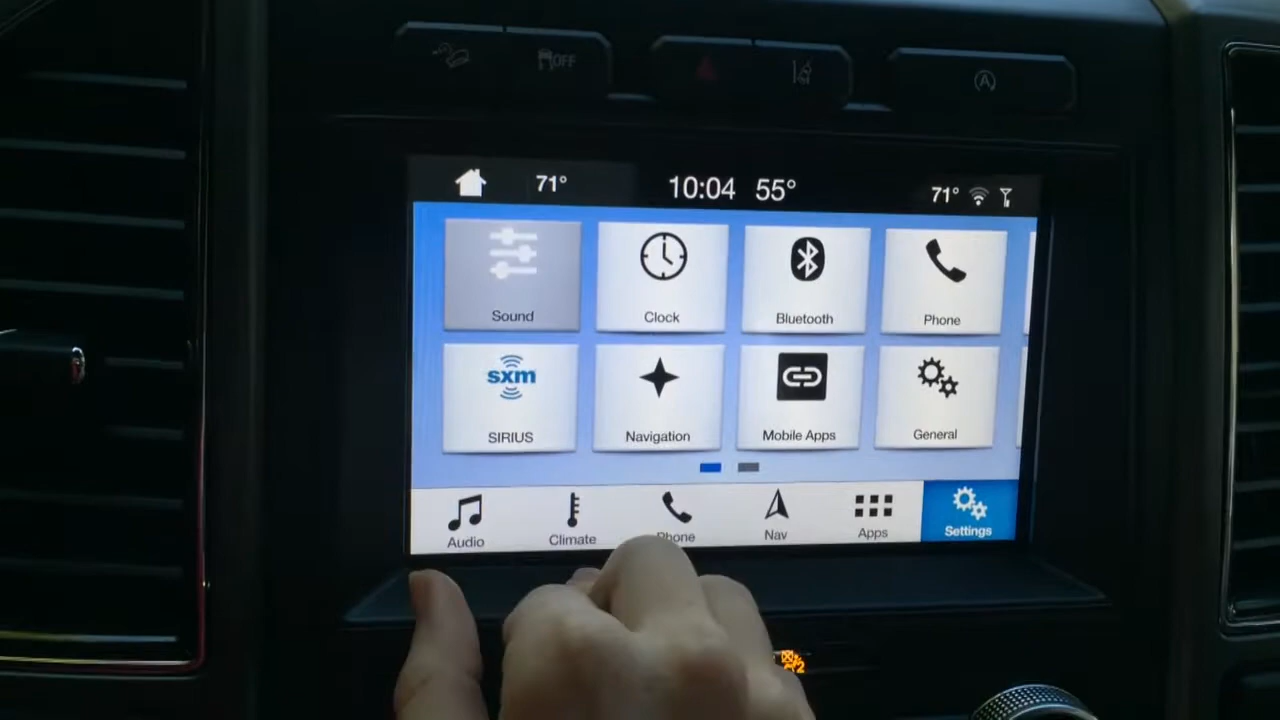 OFF
A
71° 10:04 55° 71°
Sound Clock Bluetooth Phone
sxm
SIRIUS Navigation Mobile Apps General
Audio Climate Phone Nav Apps Settings